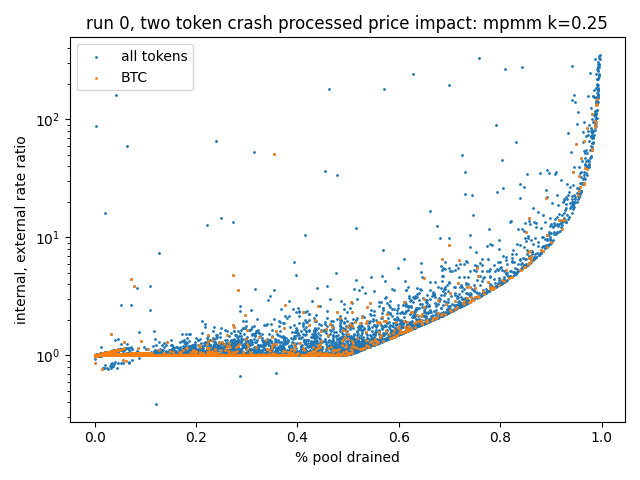 run 0, two token crash processed price impact: mpmm k=0.25
all tokens
BTC
internal, external rate ratio
10²
10¹
10⁰
0.0 0.2 0.4 0.6 0.8 1.0
% pool drained